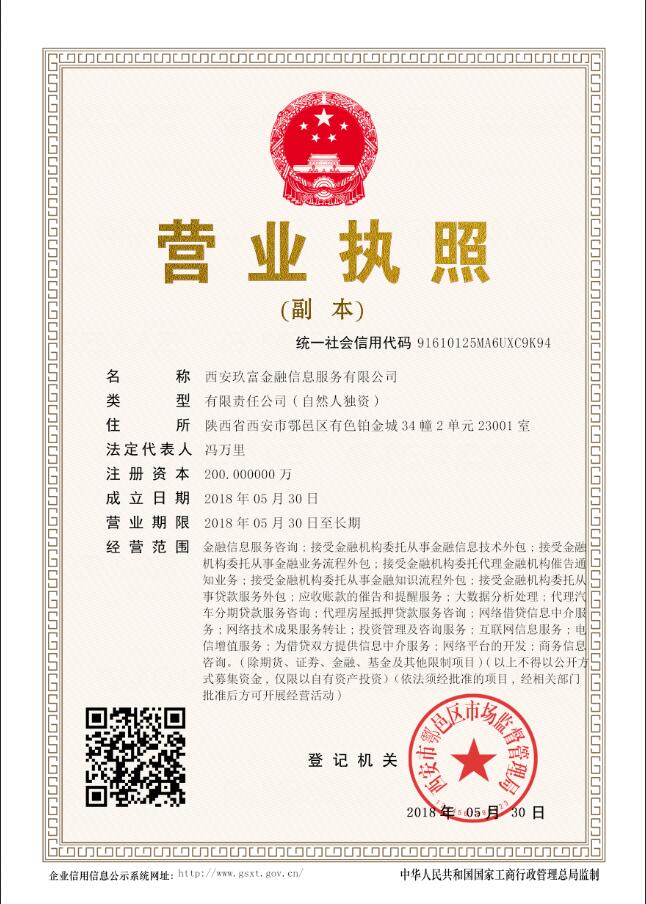 营业执照
(副 本)
统一社会信用代码 91610125MA6UXC9K94
名 称 西安玖富金融信息服务有限公司
类 型 有限责任公司(自然人独资)
住 所 陕西省西安市鄠邑区有色铂金城34幢2单元23001室
法定代表人 冯万里
注册资本 200.000000万
成立日期 2018年05月30日
营业期限 2018年05月30日至长期
经营范围 金融信息服务咨询;接受金融机构委托从事金融信息技术外包;接受金融
机构委托从事金融业务流程外包;接受金融机构委托代理金融机构催告通
知业务;接受金融机构委托从事金融知识流程外包;接受金融机构委托从
事贷款服务外包;应收账款的催告和提醒服务;大数据分析处理;代理汽
车分期贷款服务咨询;代理房屋抵押贷款服务咨询;网络借贷信息中介服
务;网络技术成果服务转让;投资管理及咨询服务;互联网信息服务;电
信增值服务;为借贷双方提供信息中介服务;网络平台的开发;商务信息
咨询。(除期货、证券、金融、基金及其他限制项目)(以上不得以公开方
式募集资金,仅限以自有资产投资)(依法须经批准的项目,经相关部门
批准后方可开展经营活动)
登记机关
西安市鄠邑区市场监督管理局
2018年 05月 30日
企业信用信息公示系统网址: http://www.gsxt.gov.cn/
中华人民共和国国家工商行政管理总局监制